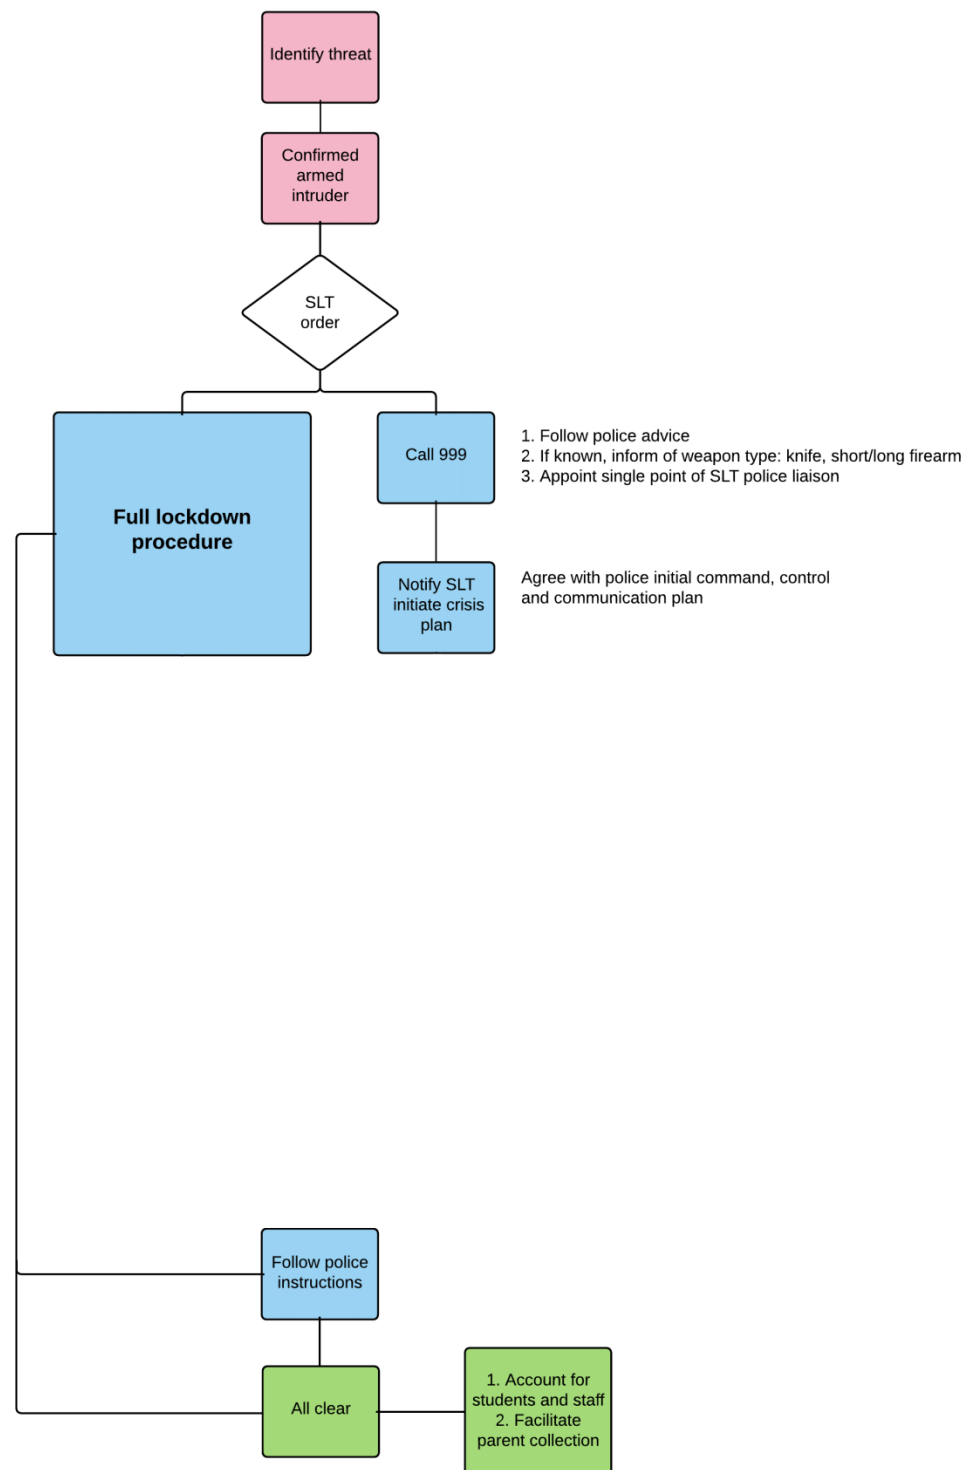 Identify threat
Confirmed
armed
intruder
SLT
order
Full lockdown
procedure
Call 999
1. Follow police advice
2. If known, inform of weapon type: knife, short/long firearm
3. Appoint single point of SLT police liaison
Notify SLT
initiate crisis
plan
Agree with police initial command, control
and communication plan
Follow police
instructions
All clear
1. Account for
students and staff
2. Facilitate
parent collection